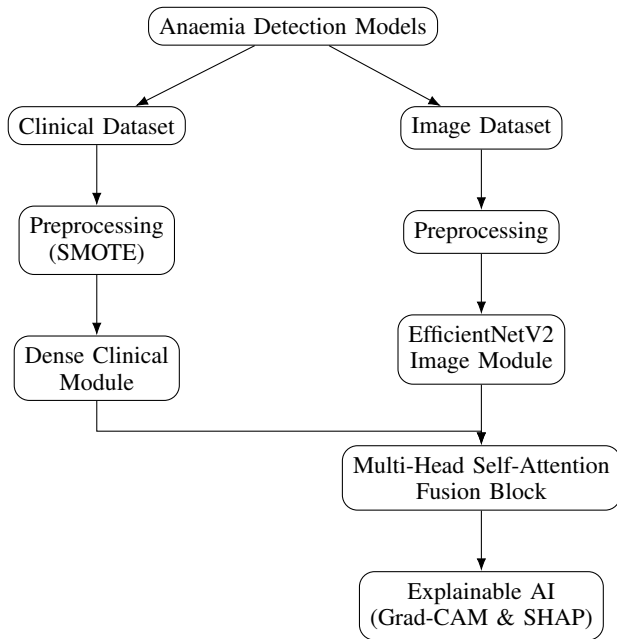 Anaemia Detection Models
Clinical Dataset
Image Dataset
Preprocessing
(SMOTE)
Preprocessing
Dense Clinical
Module
EfficientNetV2
Image Module
Multi-Head Self-Attention
Fusion Block
Explainable AI
(Grad-CAM & SHAP)